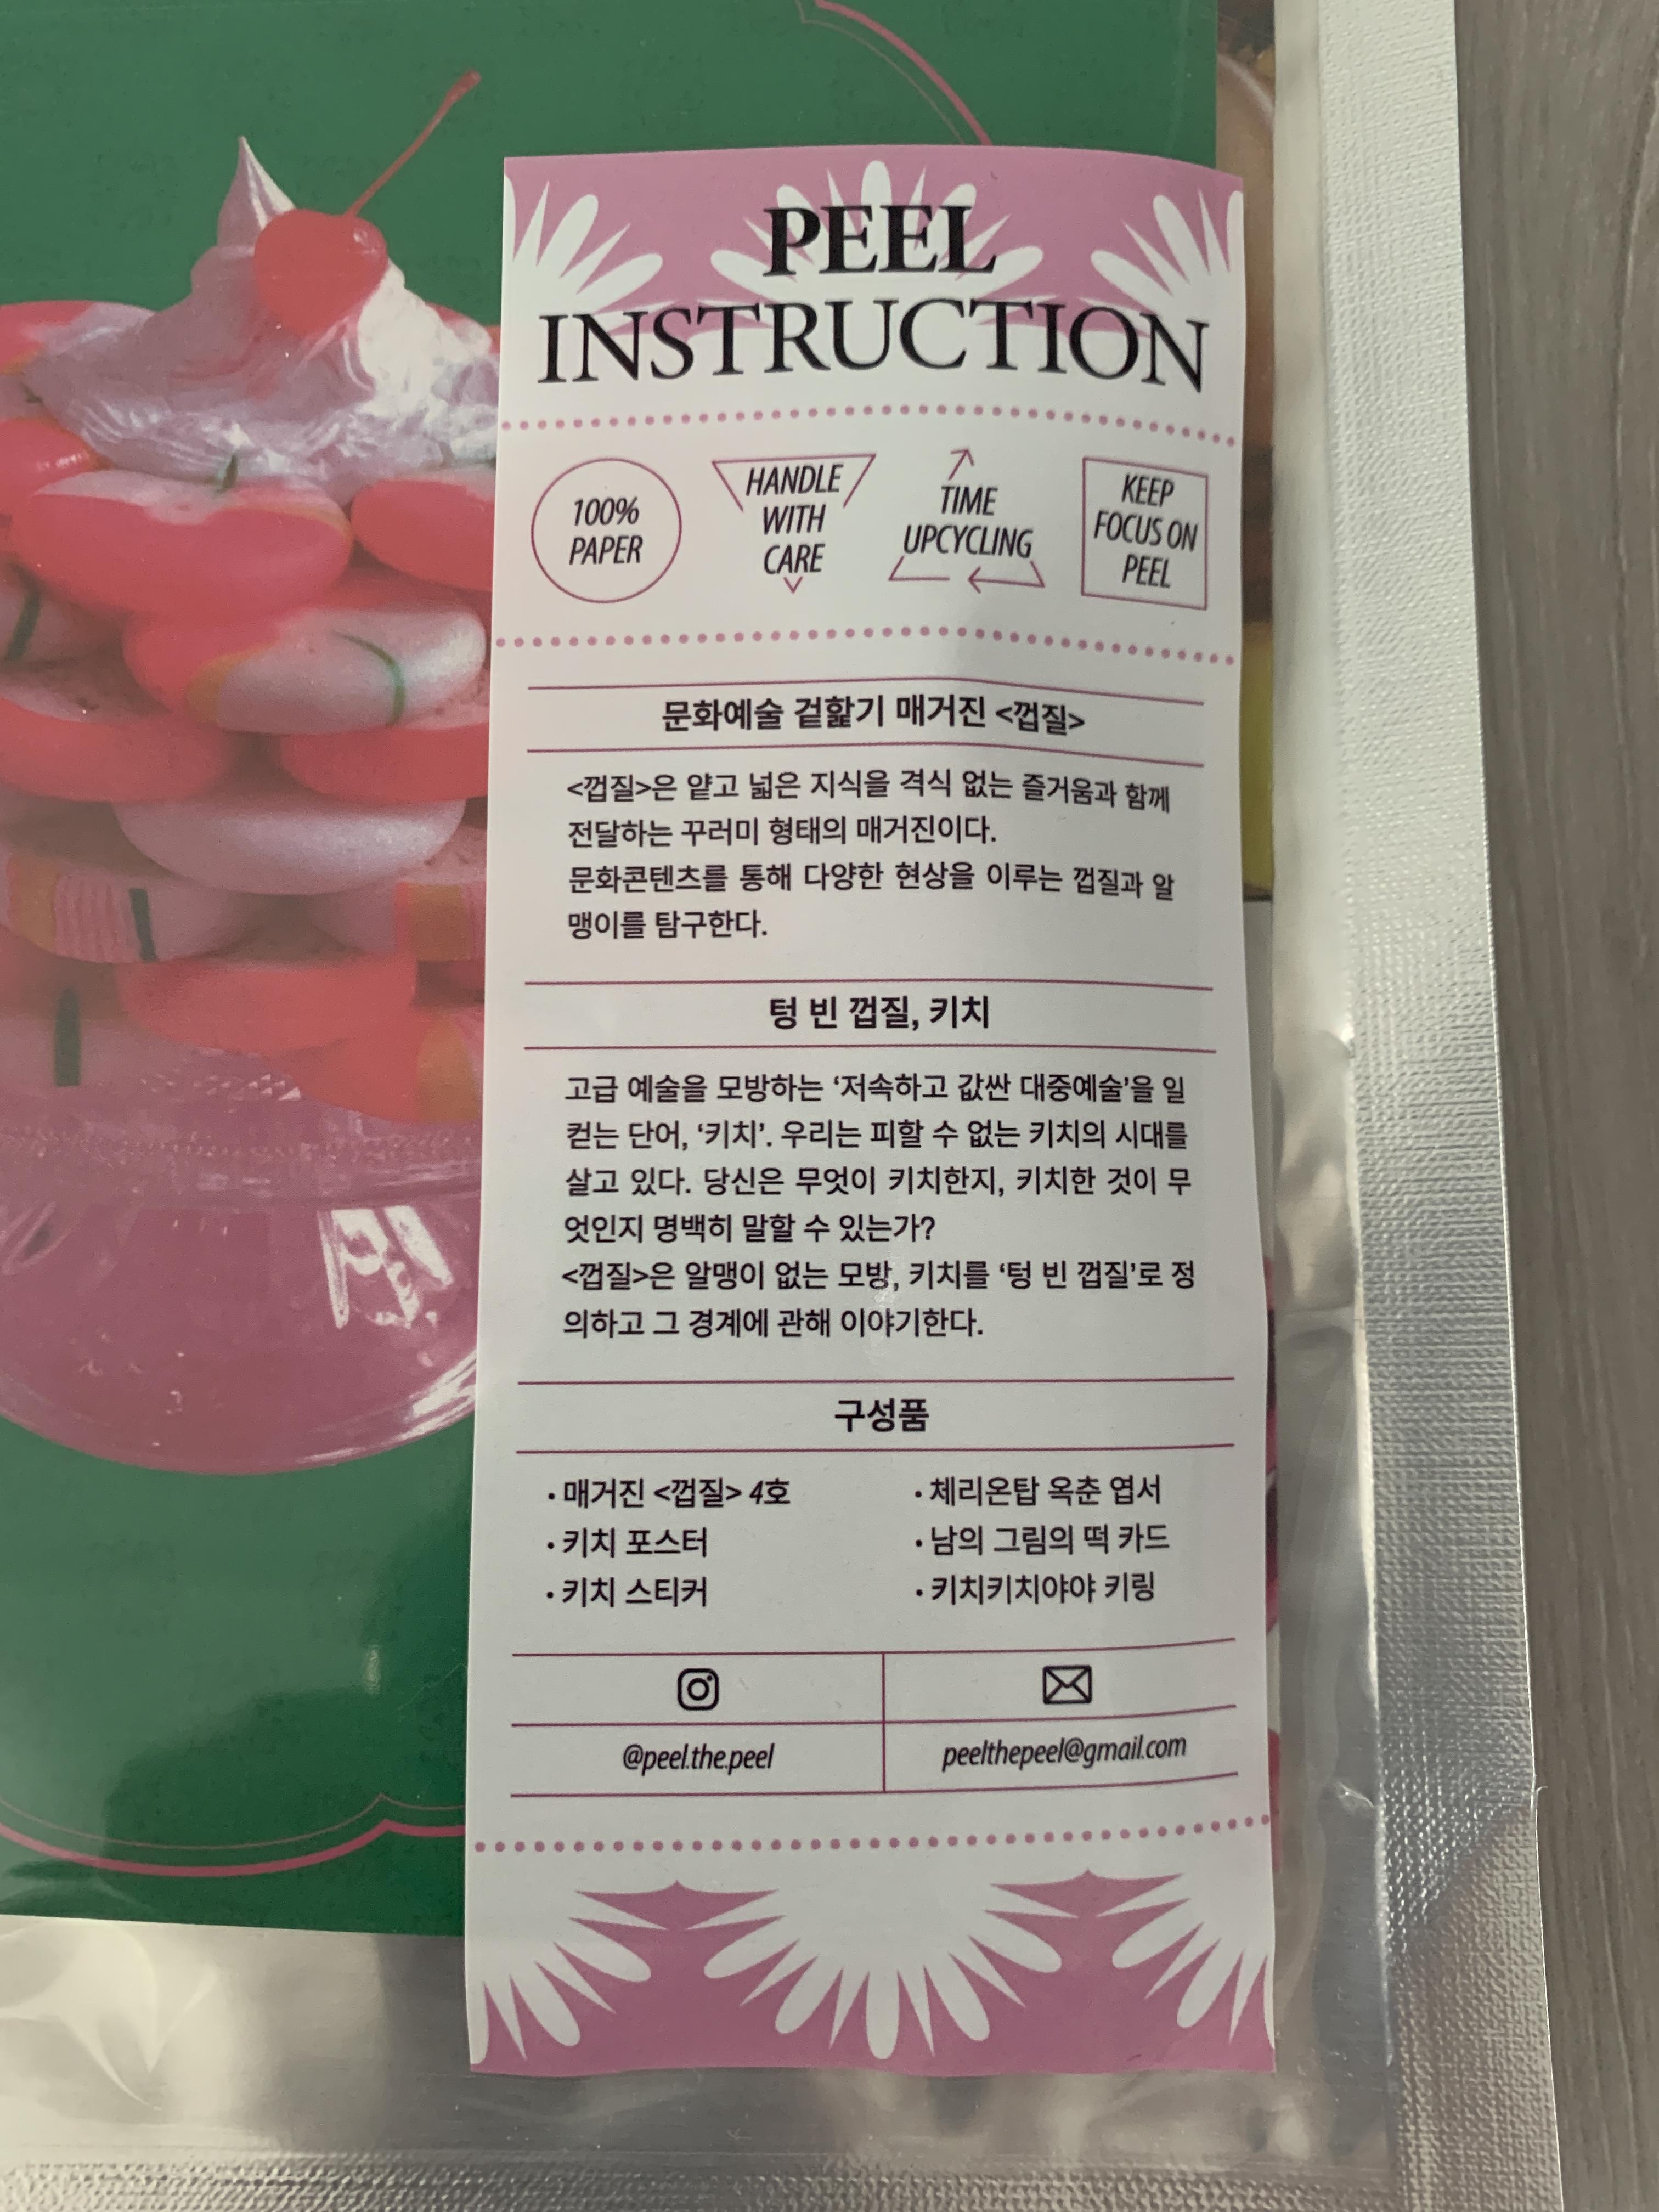 PEEL
INSTRUCTION
100%
PAPER
HANDLE
WITH
CARE
TIME
UPCYCLING
KEEP
FOCUS ON
PEEL
문화예술 겉핥기 매거진 <껍질>
<껍질>은 얕고 넓은 지식을 격식 없는 즐거움과 함께
전달하는 꾸러미 형태의 매거진이다.
문화콘텐츠를 통해 다양한 현상을 이루는 껍질과 알
맹이를 탐구한다.
텅 빈 껍질, 키치
고급 예술을 모방하는 ‘저속하고 값싼 대중예술’을 일
컫는 단어, ‘키치’. 우리는 피할 수 없는 키치의 시대를
살고 있다. 당신은 무엇이 키치한지, 키치한 것이 무
엇인지 명백히 말할 수 있는가?
<껍질>은 알맹이 없는 모방, 키치를 ‘텅 빈 껍질’로 정
의하고 그 경계에 관해 이야기한다.
구성품
· 매거진 <껍질> 4호
· 키치 포스터
· 키치 스티커
· 체리온탑 옥춘 엽서
· 남의 그림의 떡 카드
· 키치키치야야 키링
@peel.the.peel
peelthepeel@gmail.com